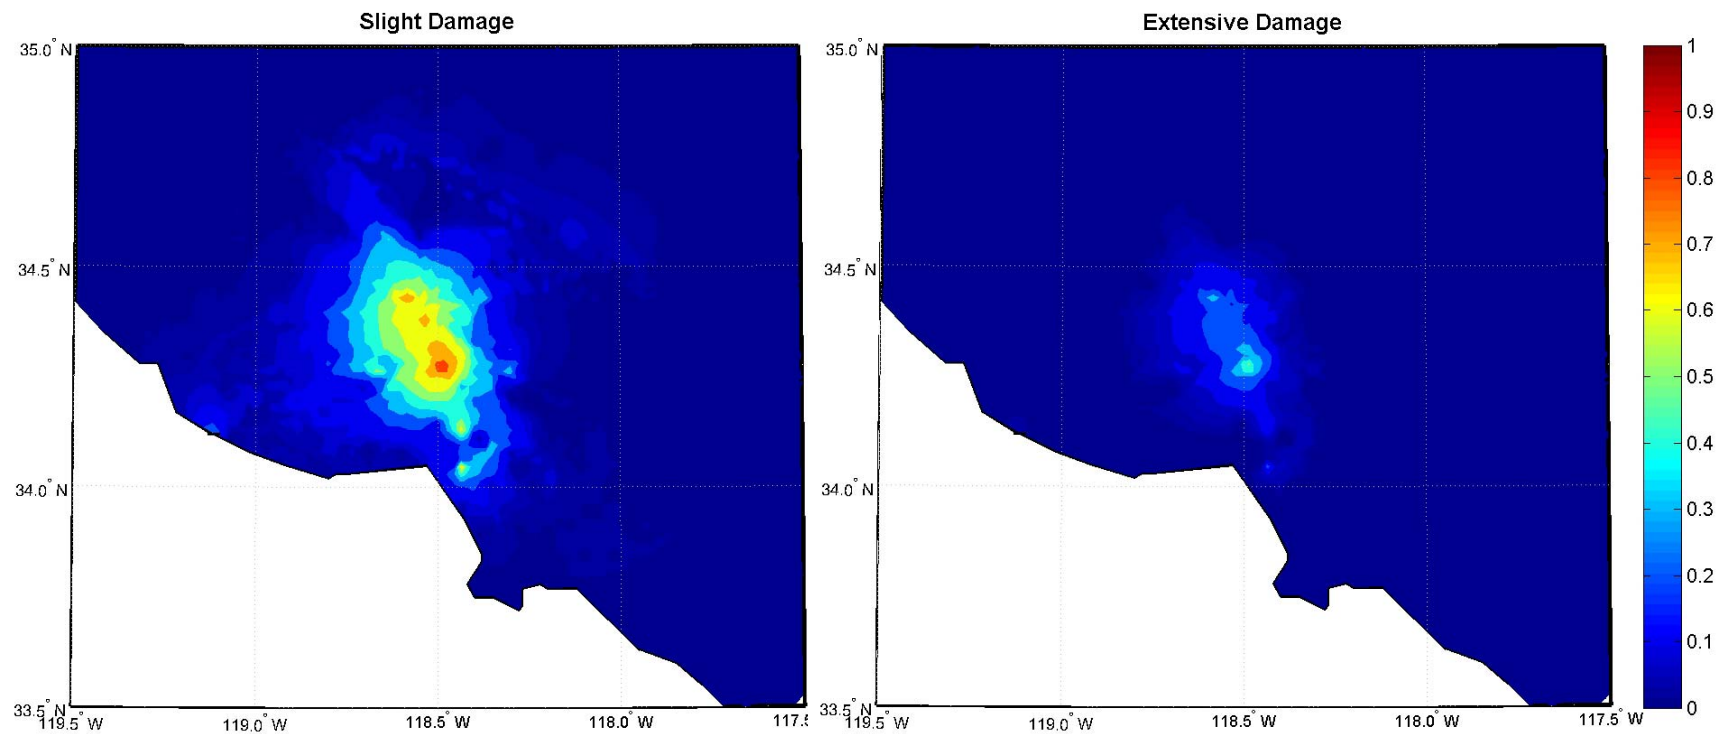 Slight Damage
Extensive Damage
35.0° N
34.5° N
34.0° N
33.5° N
119.5° W
119.0° W
118.5° W
118.0° W
117.5
35.0° N
34.5° N
34.0° N
33.5° N
119.5° W
119.0° W
118.5° W
118.0° W
117.5° W
1
0.9
0.8
0.7
0.6
0.5
0.4
0.3
0.2
0.1
0